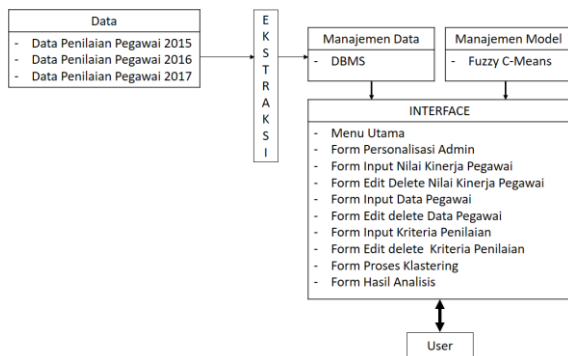 Data
- Data Penilaian Pegawai 2015
- Data Penilaian Pegawai 2016
- Data Penilaian Pegawai 2017
E
K
S
T
R
A
K
S
I
Manajemen Data
- DBMS
Manajemen Model
- Fuzzy C-Means
INTERFACE
- Menu Utama
- Form Personalisasi Admin
- Form Input Nilai Kinerja Pegawai
- Form Edit Delete Nilai Kinerja Pegawai
- Form Input Data Pegawai
- Form Edit delete Data Pegawai
- Form Input Kriteria Penilaian
- Form Edit delete Kriteria Penilaian
- Form Proses Klastering
- Form Hasil Analisis
User